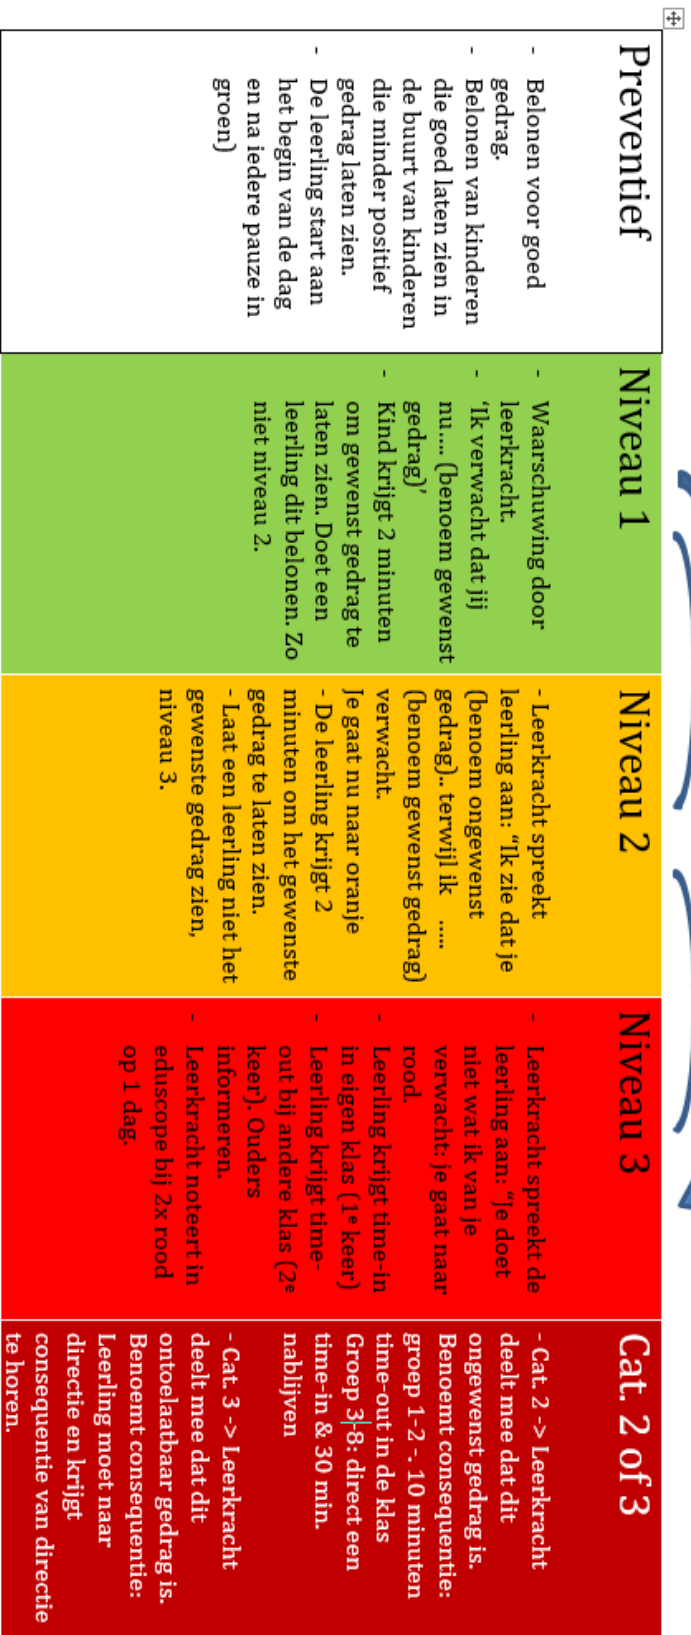 Preventief
- Belonen voor goed
gedrag.
- Belonen van kinderen
die goed laten zien in
de buurt van kinderen
die minder positief
gedrag laten zien.
- De leerling start aan
het begin van de dag
en na iedere pauze in
groen)
Niveau 1
- Waarschuwing door
leerkracht.
- ‘Ik verwacht dat jij
nu.... (benoem gewenst
gedrag)’
- Kind krijgt 2 minuten
om gewenst gedrag te
laten zien. Doet een
leerling dit belonen. Zo
niet niveau 2.
Niveau 2
- Leerkracht spreekt
leerling aan: “Ik zie dat je
(benoem ongewenst
gedrag).. terwijl ik .....
(benoem gewenst gedrag)
verwacht.
Je gaat nu naar oranje
- De leerling krijgt 2
minuten om het gewenste
gedrag te laten zien.
- Laat een leerling niet het
gewenste gedrag zien,
niveau 3.
Niveau 3
- Leerkracht spreekt de
leerling aan: “Je doet
niet wat ik van je
verwacht: je gaat naar
rood.
- Leerling krijgt time-in
in eigen klas (1e keer)
- Leerling krijgt time-
out bij andere klas (2e
keer). Ouders
informeren.
- Leerkracht noteert in
eduscope bij 2x rood
op 1 dag.
Cat. 2 of 3
- Cat. 2 -> Leerkracht
deelt mee dat dit
ongewenst gedrag is.
Benoemt consequentie:
groep 1-2 -. 10 minuten
time-out in de klas
Groep 3-8: direct een
time-in & 30 min.
nablijven
- Cat. 3 -> Leerkracht
deelt mee dat dit
ontoelaatbaar gedrag is.
Benoemt consequentie:
Leerling moet naar
directie en krijgt
consequentie van directie
te horen.